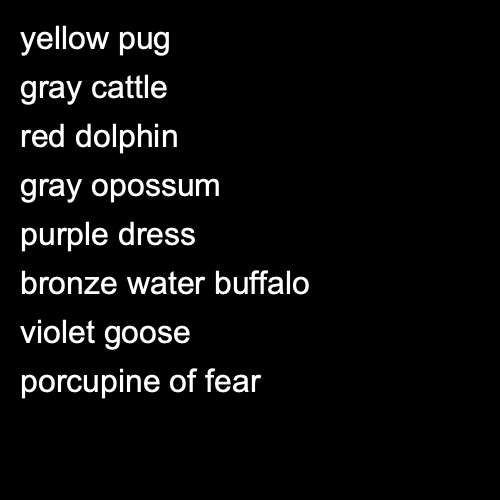 yellow pug
gray cattle
red dolphin
gray opossum
purple dress
bronze water buffalo
violet goose
porcupine of fear